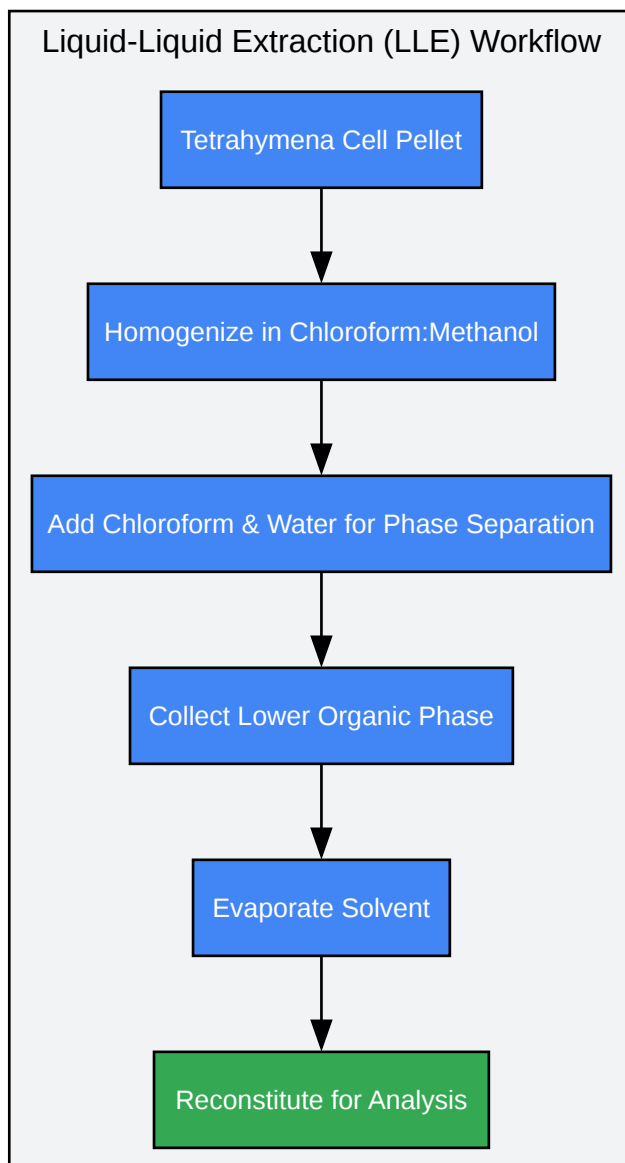 Liquid-Liquid Extraction (LLE) Workflow
Tetrahymena Cell Pellet
Homogenize in Chloroform:Methanol
Add Chloroform & Water for Phase Separation
Collect Lower Organic Phase
Evaporate Solvent
Reconstitute for Analysis